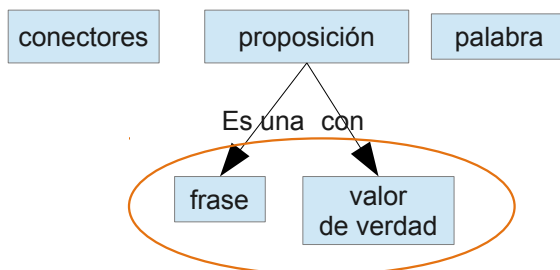 conectores proposición palabra
Es una con
frase
valor
de verdad